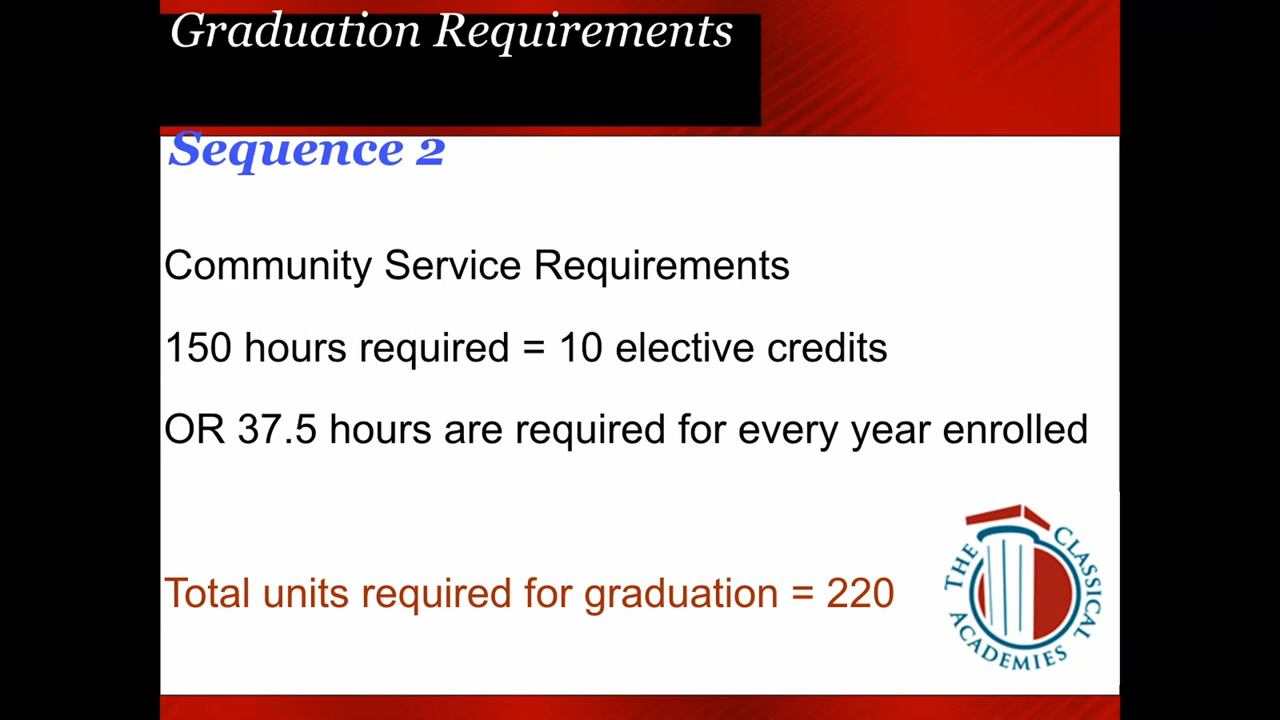 Graduation Requirements
Sequence 2
Community Service Requirements
150 hours required = 10 elective credits
OR 37.5 hours are required for every year enrolled
Total units required for graduation = 220
THE CLASSICAL ACADEMIES